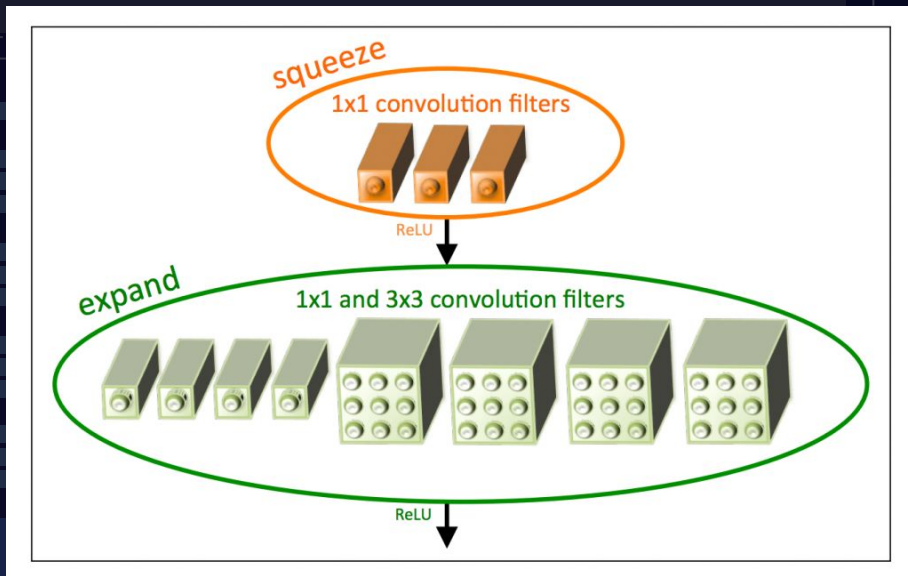 squeeze
1x1 convolution filters
ReLU
expand
1x1 and 3x3 convolution filters
ReLU